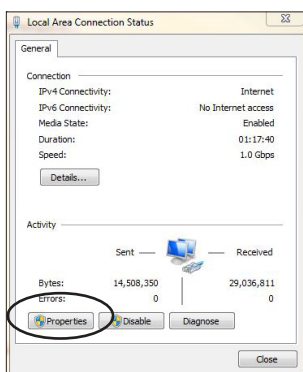 Local Area Connection Status
General
Connection
IPv4 Connectivity: Internet
IPv6 Connectivity: No Internet access
Media State: Enabled
Duration: 01:17:40
Speed: 1.0 Gbps
Details...
Activity
Sent — Received
Bytes: 14,508,350 29,036,811
Errors: 0 0
Properties Disable Diagnose
Close